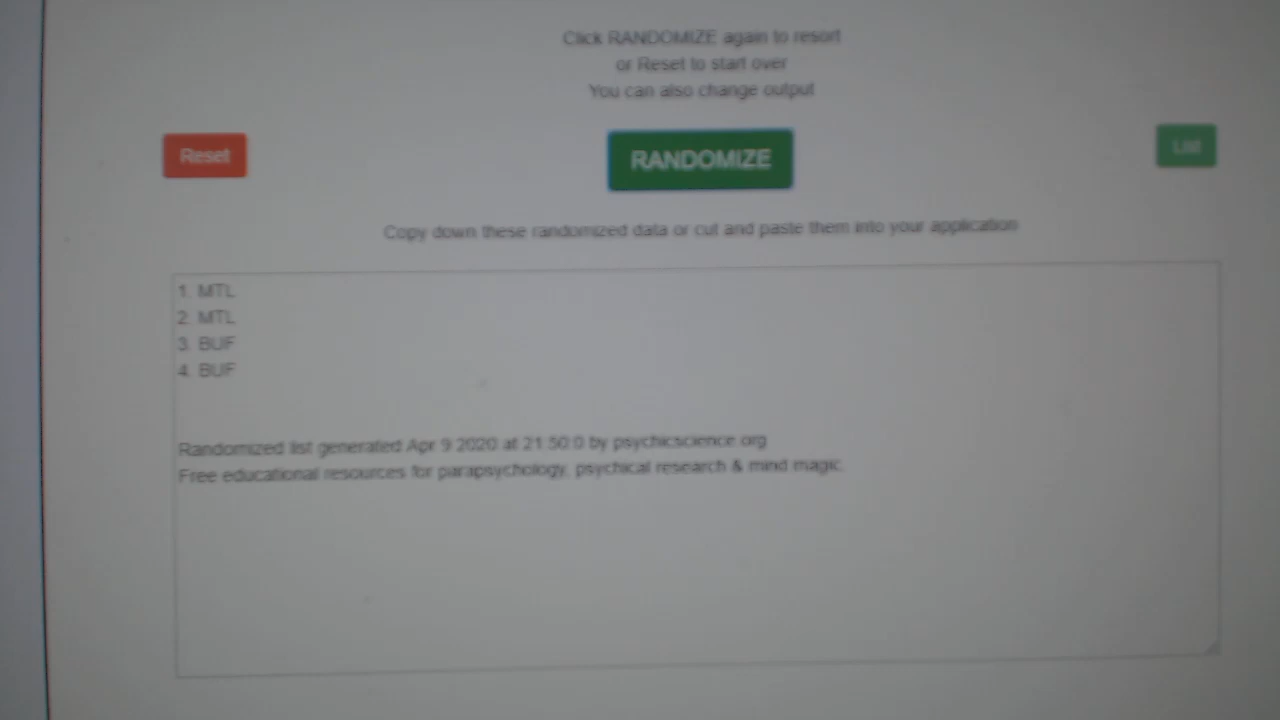 Click RANDOMIZE again to resort
or Reset to start over
You can also change output
Reset
RANDOMIZE
List
Copy down these randomized data or cut and paste them into your application
1. MTL
2. MTL
3. BUF
4. BUF
Randomized list generated Apr 9 2020 at 21:50:0 by psychicscience.org
Free educational resources for parapsychology, psychical research & mind magic.